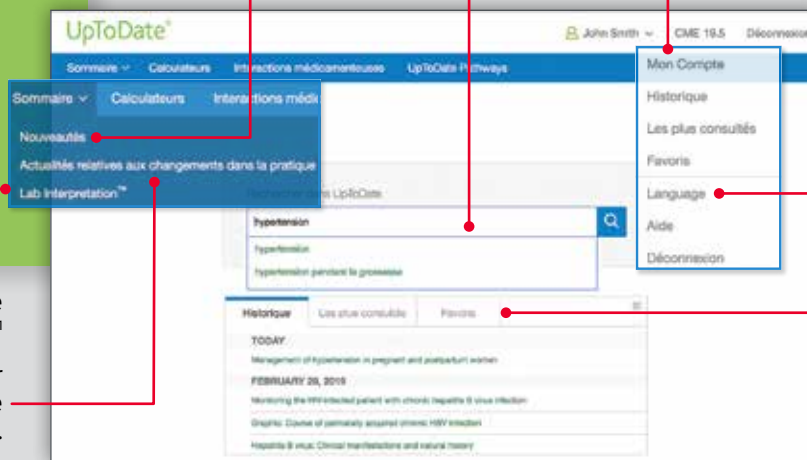 UpToDate®
John Smith CME 19.5 Déconnexion
Sommaire Calculateurs Interactions médicamenteuses UpToDate Pathways
Sommaire Calculateurs Interactions médic
Nouveautés
Actualités relatives aux changements dans la pratique
Lab Interpretation™
Mon Compte
Historique
Les plus consultés
Favoris
Language
Aide
Déconnexion
dans UpToDate
hypertension
hypertension
hypertension pendant la grossesse
Historique Les plus consultés Favoris
TODAY
Management of hypertension in pregnant and postpartum women
FEBRUARY 28, 2019
Monitoring the HIV-infected patient with chronic hepatitis B virus infection
Graphic: Course of perinatally acquired chronic HBV infection
Hepatitis B virus: Clinical manifestations and natural history